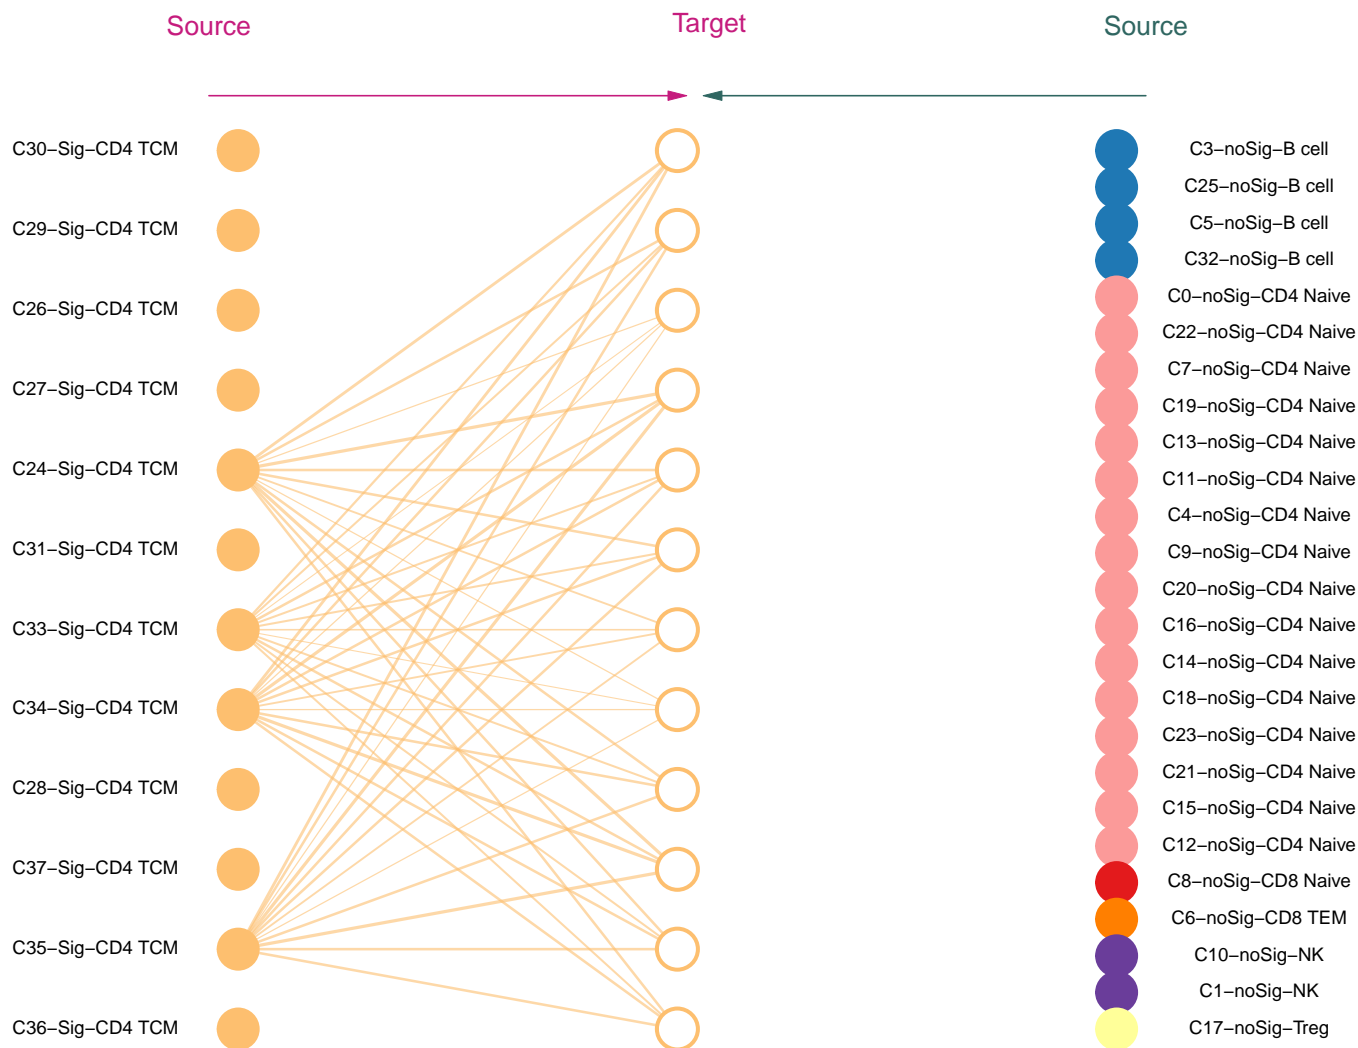 Source
Target
Source
C30–Sig–CD4 TCM
C29–Sig–CD4 TCM
C26–Sig–CD4 TCM
C27–Sig–CD4 TCM
C24–Sig–CD4 TCM
C31–Sig–CD4 TCM
C33–Sig–CD4 TCM
C34–Sig–CD4 TCM
C28–Sig–CD4 TCM
C37–Sig–CD4 TCM
C35–Sig–CD4 TCM
C36–Sig–CD4 TCM
C3–noSig–B cell
C25–noSig–B cell
C5–noSig–B cell
C32–noSig–B cell
C0–noSig–CD4 Naive
C22–noSig–CD4 Naive
C7–noSig–CD4 Naive
C19–noSig–CD4 Naive
C13–noSig–CD4 Naive
C11–noSig–CD4 Naive
C4–noSig–CD4 Naive
C9–noSig–CD4 Naive
C20–noSig–CD4 Naive
C16–noSig–CD4 Naive
C14–noSig–CD4 Naive
C18–noSig–CD4 Naive
C23–noSig–CD4 Naive
C21–noSig–CD4 Naive
C15–noSig–CD4 Naive
C12–noSig–CD4 Naive
C8–noSig–CD8 Naive
C6–noSig–CD8 TEM
C10–noSig–NK
C1–noSig–NK
C17–noSig–Treg